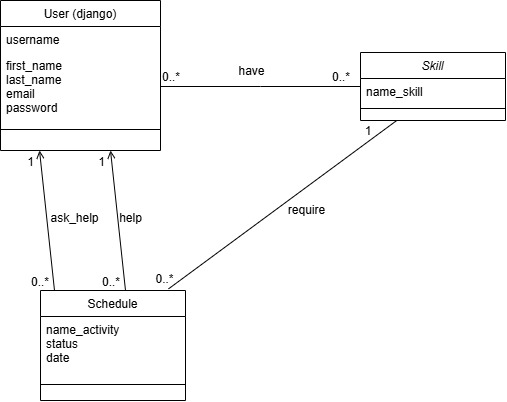 User (django)
username
first_name
last_name
email
password
0..*
have
0..*
Skill
name_skill
1
1
1
ask_help
help
require
0..*
0..*
0..*
Schedule
name_activity
status
date